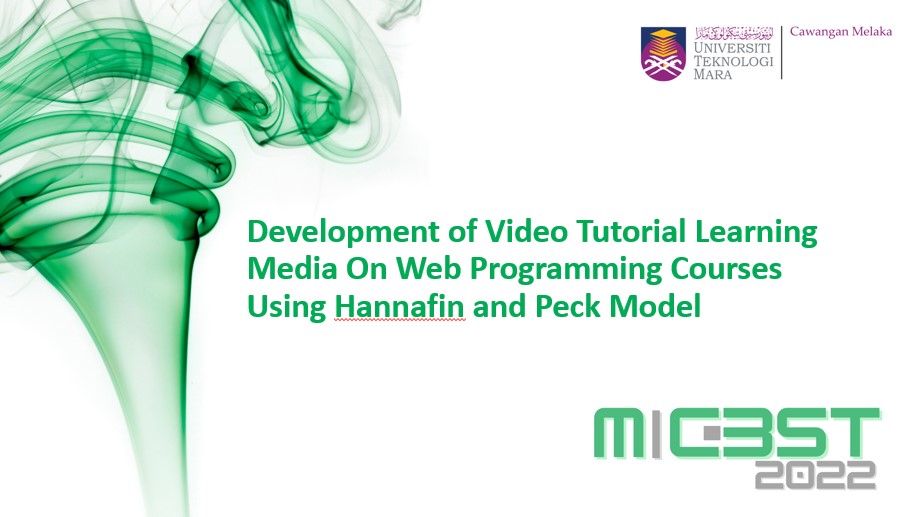 UNIVERSITI
TEKNOLOGI
MARA
Cawangan Melaka
Development of Video Tutorial Learning
Media On Web Programming Courses
Using Hannafin and Peck Model
MIC3ST
2022